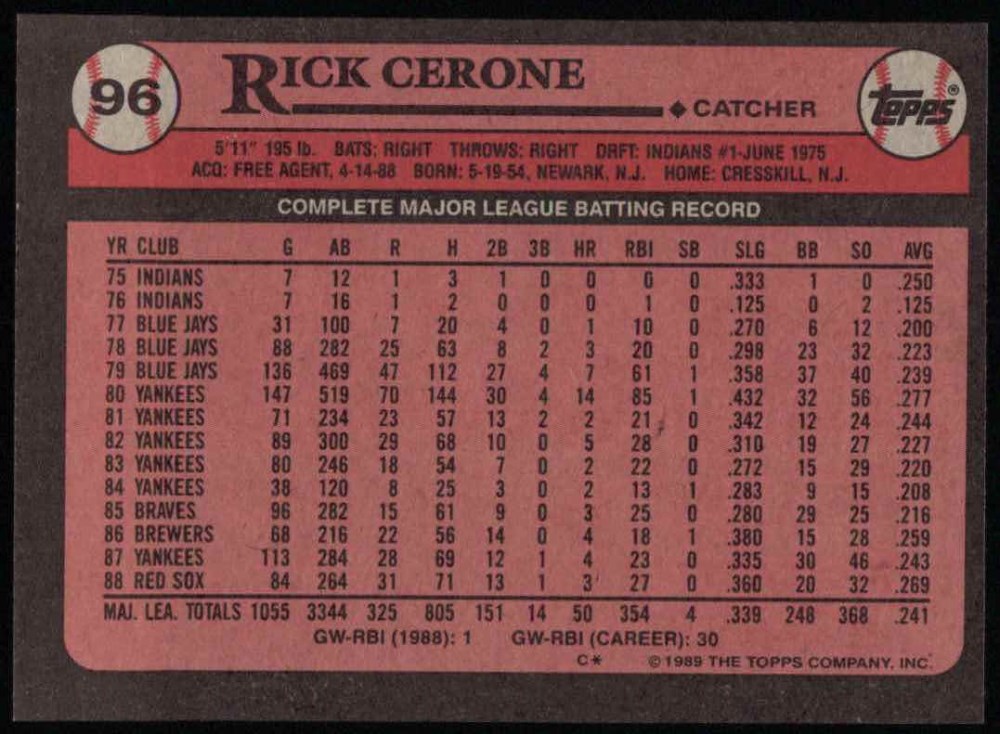 96
RICK CERONE
◆ CATCHER
TOPPS®
5'11" 195 lb. BATS: RIGHT THROWS: RIGHT DRFT: INDIANS #1-JUNE 1975
ACQ: FREE AGENT, 4-14-88 BORN: 5-19-54, NEWARK, N.J. HOME: CRESSKILL, N.J.
COMPLETE MAJOR LEAGUE BATTING RECORD
YR CLUB G AB R H 2B 3B HR RBI SB SLG BB SO AVG
75 INDIANS 7 12 1 3 1 0 0 0 0 .333 1 0 .250
76 INDIANS 7 16 1 2 0 0 0 1 0 .125 0 2 .125
77 BLUE JAYS 31 100 7 20 4 0 1 10 0 .270 6 12 .200
78 BLUE JAYS 88 282 25 63 8 2 3 20 0 .298 23 32 .223
79 BLUE JAYS 136 469 47 112 27 4 7 61 1 .358 37 40 .239
80 YANKEES 147 519 70 144 30 4 14 85 1 .432 32 56 .277
81 YANKEES 71 234 23 57 13 2 2 21 0 .342 12 24 .244
82 YANKEES 89 300 29 68 10 0 5 28 0 .310 19 27 .227
83 YANKEES 80 246 18 54 7 0 2 22 0 .272 15 29 .220
84 YANKEES 38 120 8 25 3 0 2 13 1 .283 9 15 .208
85 BRAVES 96 282 15 61 9 0 3 25 0 .280 29 25 .216
86 BREWERS 68 216 22 56 14 0 4 18 1 .380 15 28 .259
87 YANKEES 113 284 28 69 12 1 4 23 0 .335 30 46 .243
88 RED SOX 84 264 31 71 13 1 3 27 0 .360 20 32 .269
MAJ. LEA. TOTALS 1055 3344 325 805 151 14 50 354 4 .339 248 368 .241
GW-RBI (1988): 1 GW-RBI (CAREER): 30
C* © 1989 THE TOPPS COMPANY, INC.